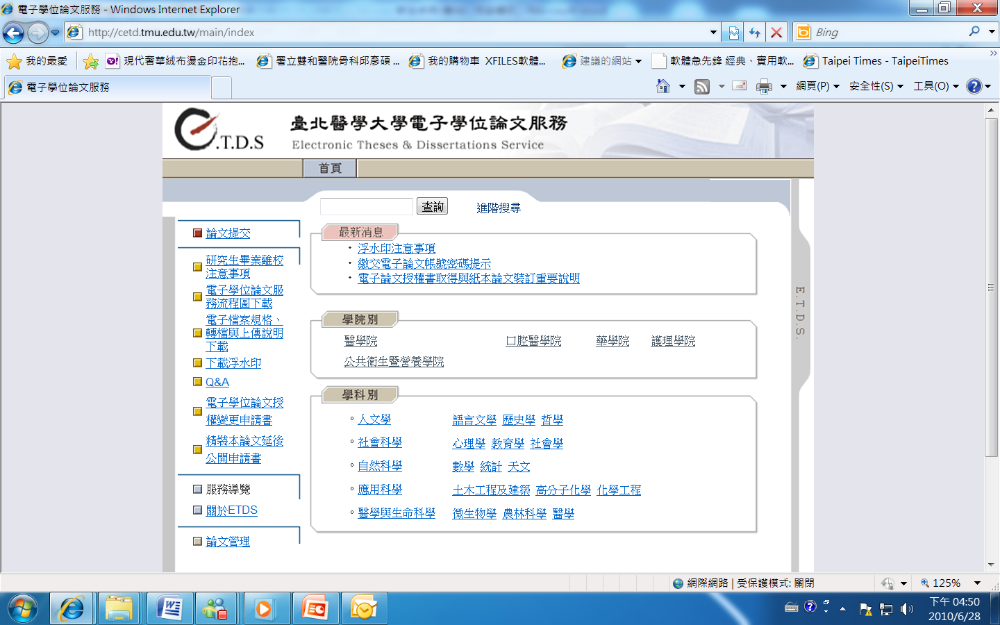 電子學位論文服務 - Windows Internet Explorer
http://cetd.tmu.edu.tw/main/index
Bing
我的最愛
現代奢華絨布燙金印花抱...
署立雙和醫院骨科邱彥碩 ...
我的購物車 XFILES軟體...
建議的網站
軟體急先鋒 經典、實用軟...
Taipei Times - TaipeiTimes
電子學位論文服務
網頁(P)
安全性(S)
工具(O)
E.T.D.S
臺北醫學大學電子學位論文服務
Electronic Theses & Dissertations Service
首頁
查詢
進階搜尋
論文提交
研究生畢業離校
注意事項
電子學位論文服
務流程圖下載
電子檔案規格、
轉檔與上傳說明
下載
下載浮水印
Q&A
電子學位論文授
權變更申請書
精裝本論文延後
公開申請書
服務導覽
關於ETDS
論文管理
最新消息
浮水印注意事項
繳交電子論文帳號密碼提示
電子論文授權書取得與紙本論文裝訂重要說明
學院別
醫學院 口腔醫學院 藥學院 護理學院
公共衛生暨營養學院
學科別
人文學 語言文學 歷史學 哲學
社會科學 心理學 教育學 社會學
自然科學 數學 統計 天文
應用科學 土木工程及建築 高分子化學 化學工程
醫學與生命科學 微生物學 農林科學 醫學
E.T.D.S.
網際網路 | 受保護模式: 關閉
125%
下午 04:50
2010/6/28